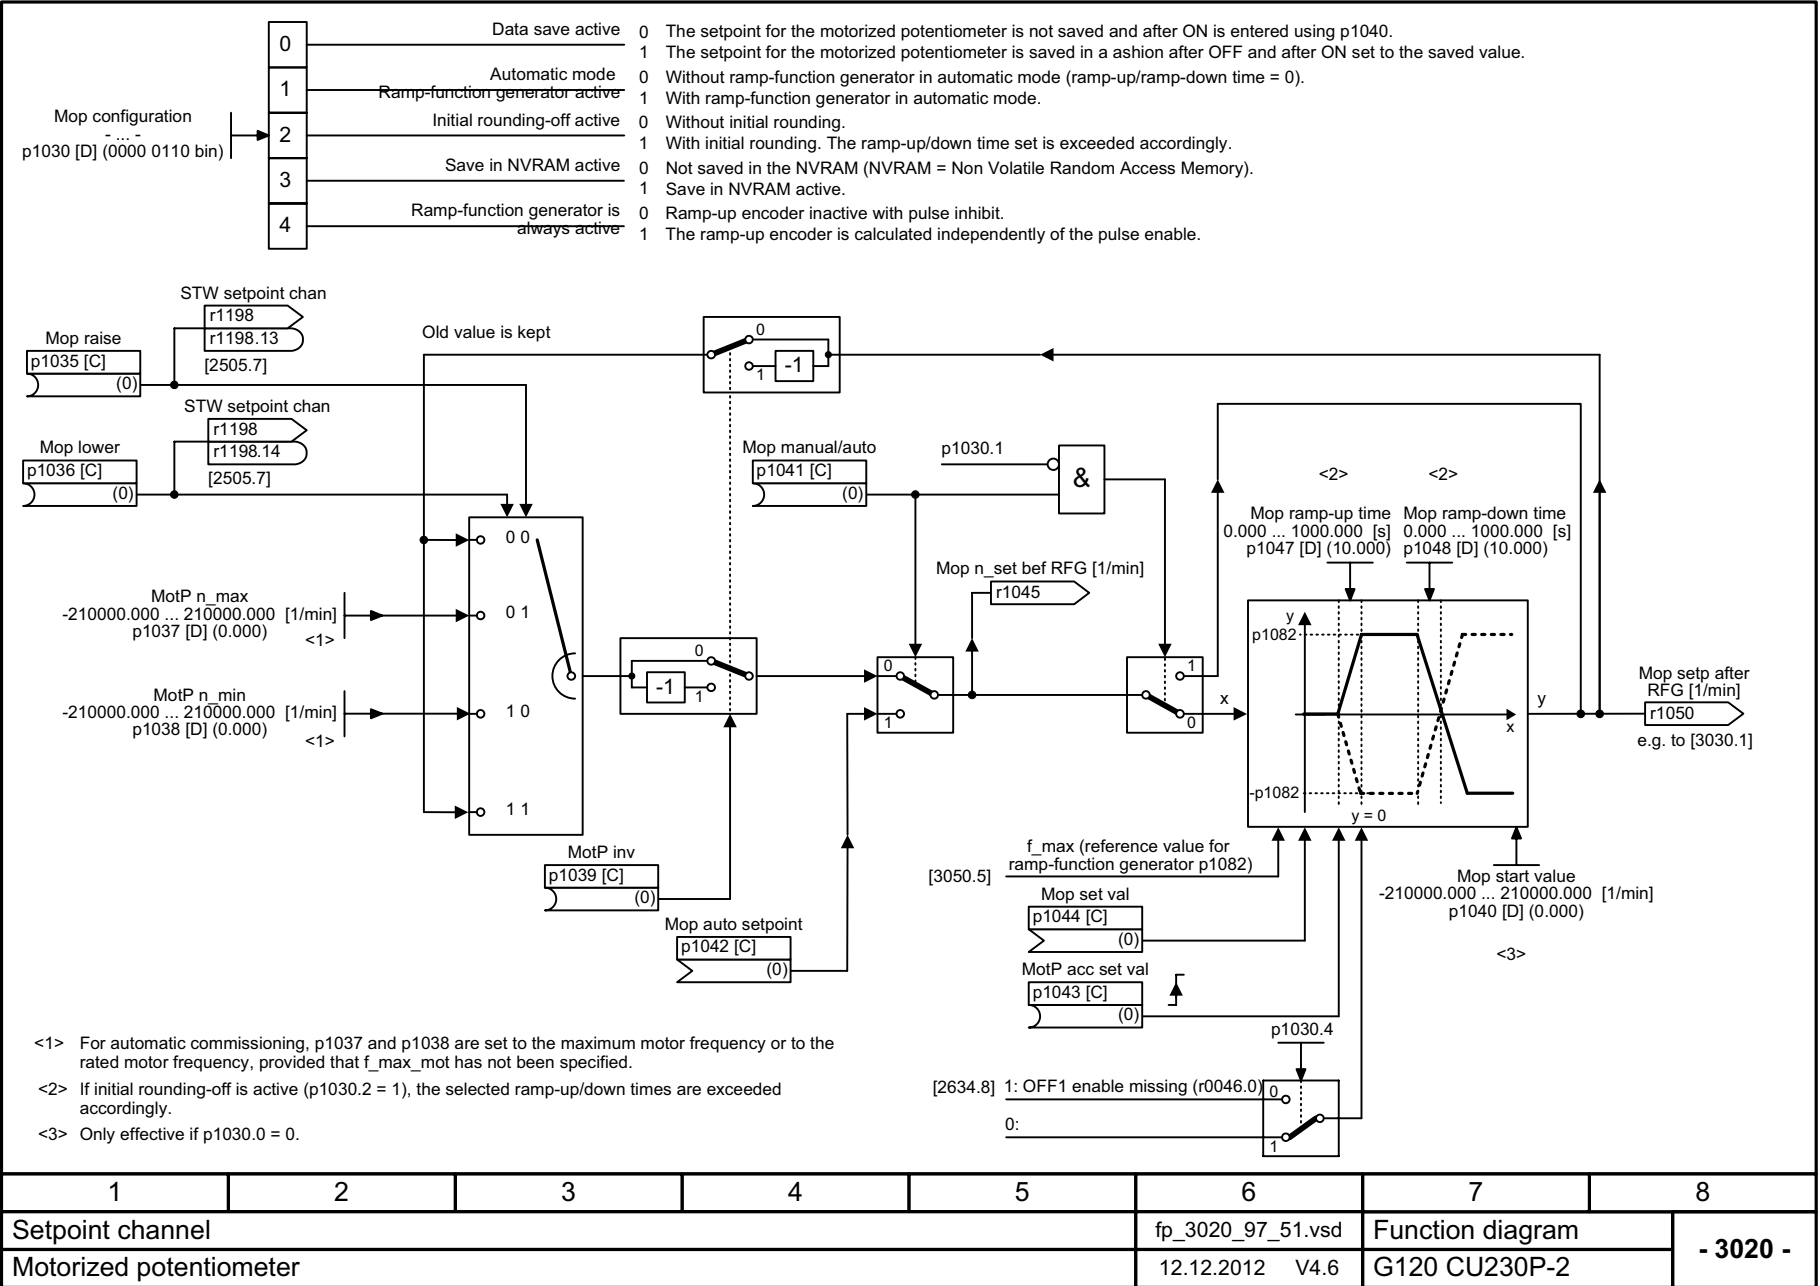 0
Data save active
0 The setpoint for the motorized potentiometer is not saved and after ON is entered using p1040.
1 The setpoint for the motorized potentiometer is saved in a ashion after OFF and after ON set to the saved value.
1
Automatic mode
Ramp-function generator active
0 Without ramp-function generator in automatic mode (ramp-up/ramp-down time = 0).
1 With ramp-function generator in automatic mode.
Mop configuration
- ... -
p1030 [D] (0000 0110 bin)
2
Initial rounding-off active
0 Without initial rounding.
1 With initial rounding. The ramp-up/down time set is exceeded accordingly.
3
Save in NVRAM active
0 Not saved in the NVRAM (NVRAM = Non Volatile Random Access Memory).
1 Save in NVRAM active.
4
Ramp-function generator is
always active
0 Ramp-up encoder inactive with pulse inhibit.
1 The ramp-up encoder is calculated independently of the pulse enable.
STW setpoint chan
r1198
r1198.13
[2505.7]
Mop raise
p1035 [C]
(0)
Old value is kept
0
1
-1
STW setpoint chan
r1198
r1198.14
[2505.7]
Mop lower
p1036 [C]
(0)
Mop manual/auto
p1041 [C]
(0)
p1030.1
&
<2>
<2>
Mop ramp-up time
0.000 ... 1000.000 [s]
p1047 [D] (10.000)
Mop ramp-down time
0.000 ... 1000.000 [s]
p1048 [D] (10.000)
0 0
0 1
1 0
1 1
MotP n_max
-210000.000 ... 210000.000 [1/min]
p1037 [D] (0.000)
<1>
MotP n_min
-210000.000 ... 210000.000 [1/min]
p1038 [D] (0.000)
<1>
0
-1
1
Mop n_set bef RFG [1/min]
r1045
0
1
1
0
x
y
p1082
x
-p1082
y = 0
y
Mop setp after
RFG [1/min]
r1050
e.g. to [3030.1]
MotP inv
p1039 [C]
(0)
Mop auto setpoint
p1042 [C]
(0)
[3050.5]
f_max (reference value for
ramp-function generator p1082)
Mop set val
p1044 [C]
(0)
MotP acc set val
p1043 [C]
(0)
Mop start value
-210000.000 ... 210000.000 [1/min]
p1040 [D] (0.000)
<3>
p1030.4
[2634.8] 1: OFF1 enable missing (r0046.0)
0
0:
1
<1> For automatic commissioning, p1037 and p1038 are set to the maximum motor frequency or to the
rated motor frequency, provided that f_max_mot has not been specified.
<2> If initial rounding-off is active (p1030.2 = 1), the selected ramp-up/down times are exceeded
accordingly.
<3> Only effective if p1030.0 = 0.
1 2 3 4 5 6 7 8
Setpoint channel
fp_3020_97_51.vsd
Function diagram
- 3020 -
Motorized potentiometer
12.12.2012 V4.6
G120 CU230P-2